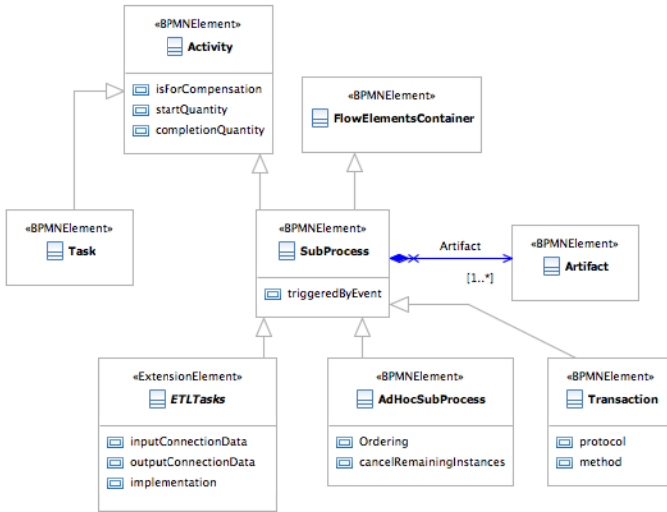 «BPMNElement»
Activity
isForCompensation
startQuantity
completionQuantity
«BPMNElement»
FlowElementsContainer
«BPMNElement»
Task
«BPMNElement»
SubProcess
triggeredByEvent
Artifact
[1..*]
«BPMNElement»
Artifact
«ExtensionElement»
ETLTasks
inputConnectionData
outputConnectionData
implementation
«BPMNElement»
AdHocSubProcess
Ordering
cancelRemainingInstances
«BPMNElement»
Transaction
protocol
method